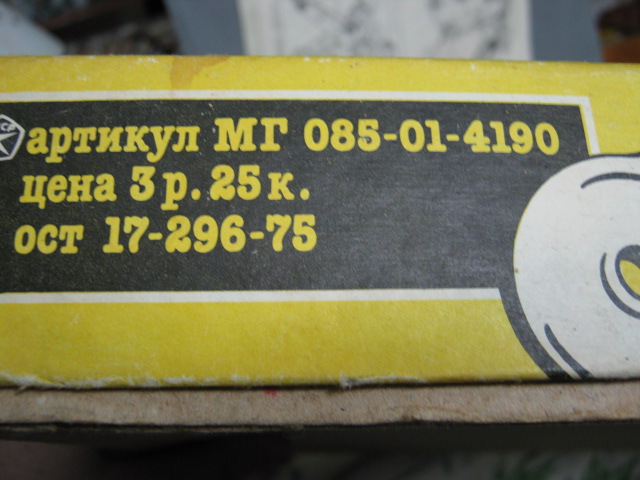 артикул МГ 085-01-4190
цена 3 р. 25 к.
ост 17-296-75